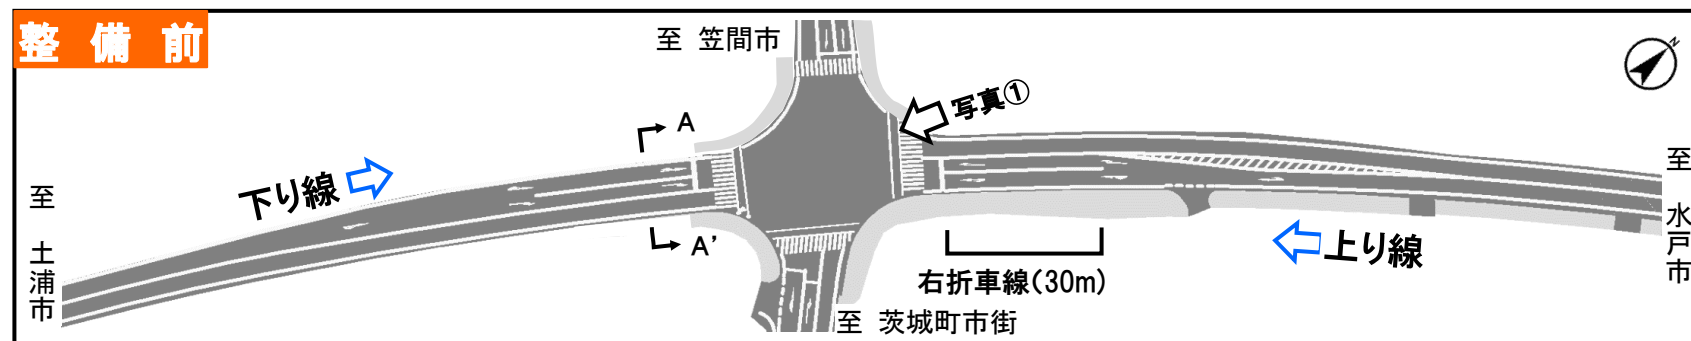 整備前
至 笠間市
N
写真①
A
下り線
至 土浦市
A’
右折車線(30m)
上り線
至 水戸市
至 茨城町市街